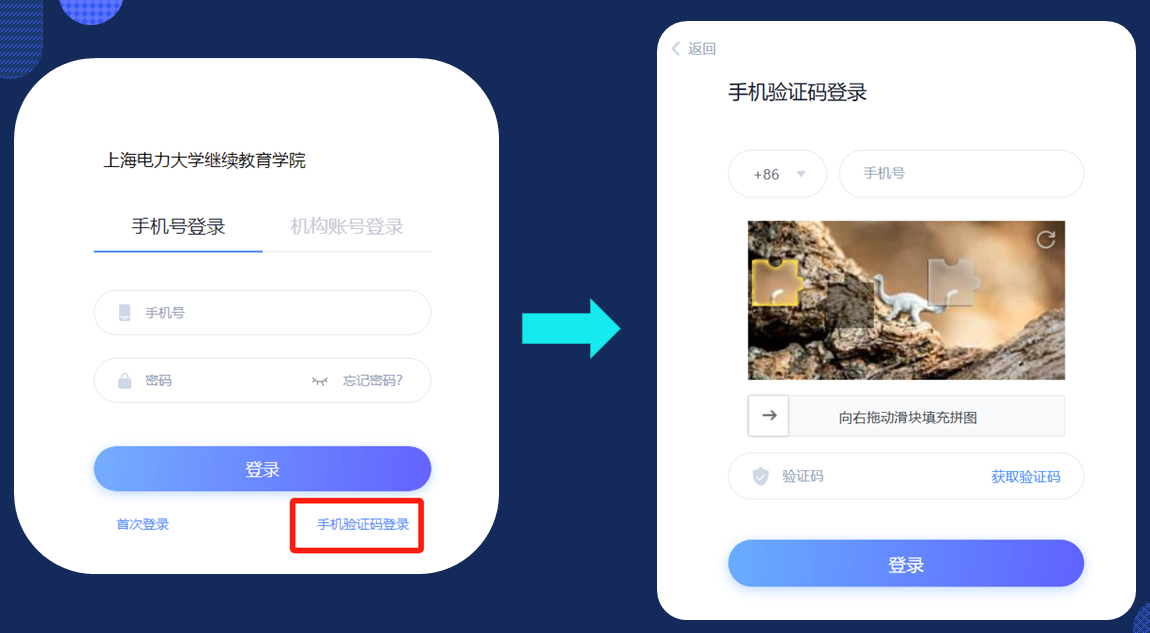 上海电力大学继续教育学院
手机号登录 机构账号登录
手机号
密码 忘记密码?
登录
首次登录 手机验证码登录
返回
手机验证码登录
+86 手机号
向右拖动滑块填充拼图
验证码 获取验证码
登录